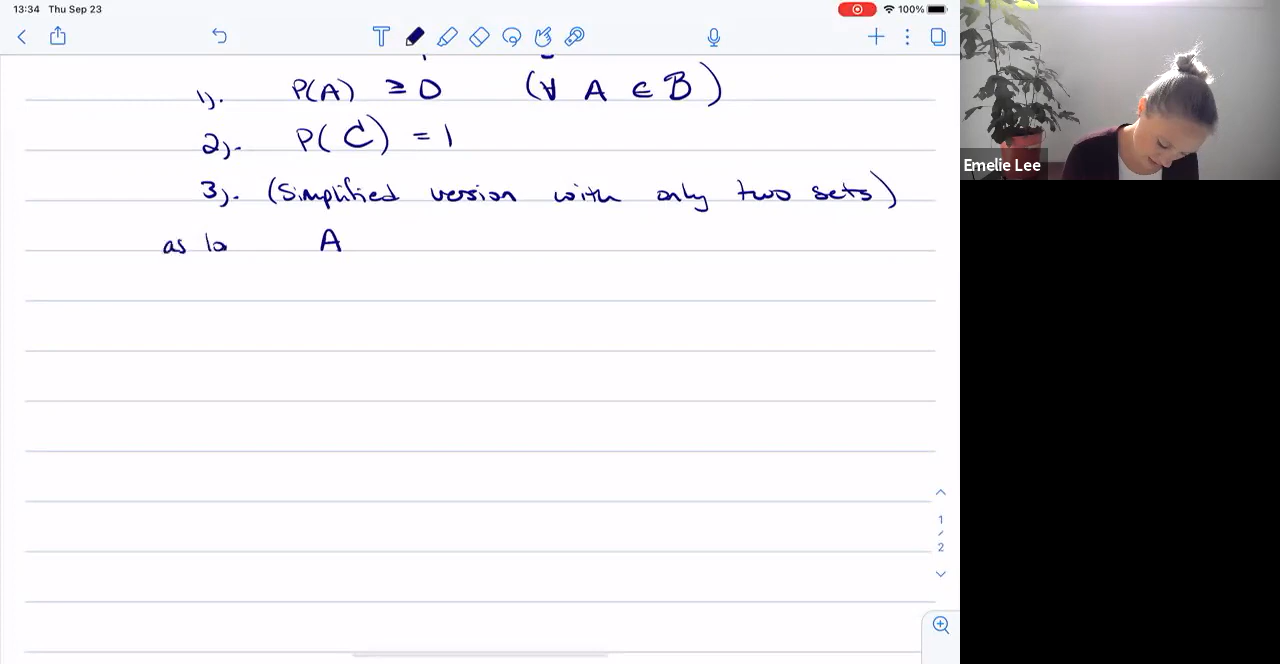 13:34 Thu Sep 23
100%
1). P(A) ≥ 0 (∀ A ∈ B)
2). P(C) = 1
3). (Simplified version with only two sets)
as lo A
Emelie Lee
1
2